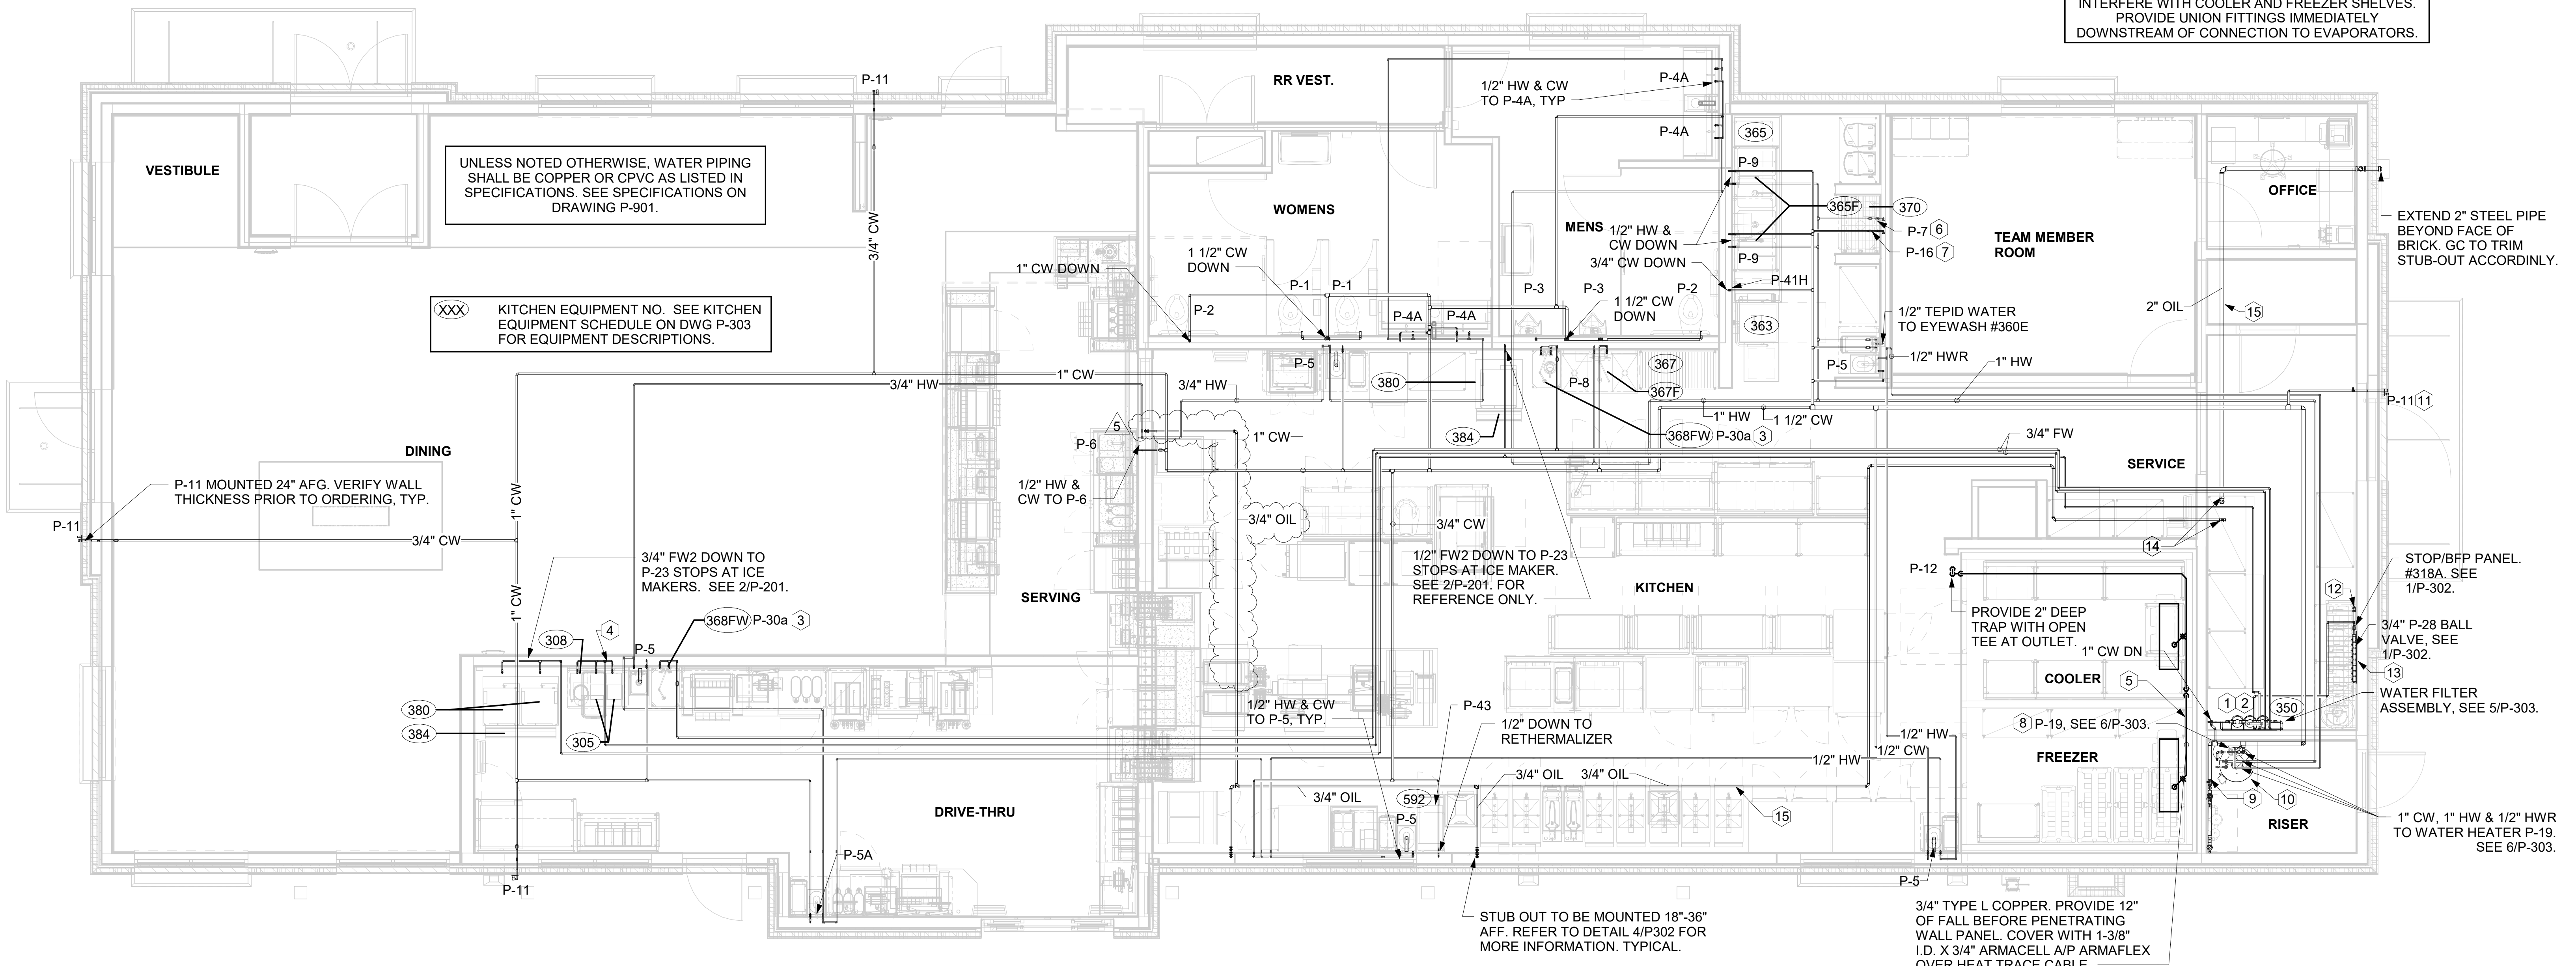 INTERFERE WITH COOLER AND FREEZER SHELVES.
PROVIDE UNION FITTINGS IMMEDIATELY
DOWNSTREAM OF CONNECTION TO EVAPORATORS.
P-11
RR VEST.
1/2" HW & CW
TO P-4A, TYP
P-4A
P-4A
365
P-9
VESTIBULE
UNLESS NOTED OTHERWISE, WATER PIPING
SHALL BE COPPER OR CPVC AS LISTED IN
SPECIFICATIONS. SEE SPECIFICATIONS ON
DRAWING P-901.
3/4" CW
WOMENS
MENS
365F
370
P-7
6
P-16
7
TEAM MEMBER
ROOM
OFFICE
EXTEND 2" STEEL PIPE
BEYOND FACE OF
BRICK. GC TO TRIM
STUB-OUT ACCORDINLY.
1/2" HW &
CW DOWN
P-9
3/4" CW DOWN
P-41H
1 1/2" CW
DOWN
1" CW DOWN
P-1
P-1
P-2
P-3
P-3
P-2
1 1/2" CW
DOWN
P-4A
P-4A
363
2" OIL
15
XXX
KITCHEN EQUIPMENT NO. SEE KITCHEN
EQUIPMENT SCHEDULE ON DWG P-303
FOR EQUIPMENT DESCRIPTIONS.
1/2" TEPID WATER
TO EYEWASH #360E
P-5
1/2" HWR
1" HW
P-5
367
1" CW
3/4" HW
3/4" HW
380
P-8
367F
P-11
11
1" HW
1 1/2" CW
5
P-6
1" CW
384
368FW
P-30a
3
3/4" FW
DINING
SERVICE
P-11 MOUNTED 24" AFG. VERIFY WALL
THICKNESS PRIOR TO ORDERING, TYP.
1" CW
1/2" HW &
CW TO P-6
P-11
3/4" CW
3/4" OIL
3/4" CW
14
3/4" FW2 DOWN TO
P-23 STOPS AT ICE
MAKERS. SEE 2/P-201.
1/2" FW2 DOWN TO P-23
STOPS AT ICE MAKER.
SEE 2/P-201. FOR
REFERENCE ONLY.
STOP/BFP PANEL.
#318A. SEE
1/P-302.
P-12
KITCHEN
12
1" CW
SERVING
PROVIDE 2" DEEP
TRAP WITH OPEN
TEE AT OUTLET.
3/4" P-28 BALL
VALVE, SEE
1/P-302.
368FW
P-30a
3
308
4
P-5
1" CW DN
13
COOLER
5
WATER FILTER
ASSEMBLY, SEE 5/P-303.
1
2
350
380
384
305
1/2" HW & CW
TO P-5, TYP.
P-43
1/2" DOWN TO
RETHERMALIZER
8
P-19, SEE 6/P-303.
1/2" HW
1/2" CW
1/2" HW
FREEZER
3/4" OIL
3/4" OIL
3/4" OIL
592
P-5
15
9
10
DRIVE-THRU
RISER
1" CW, 1" HW & 1/2" HWR
TO WATER HEATER P-19.
SEE 6/P-303.
P-5A
P-11
P-5
STUB OUT TO BE MOUNTED 18"-36"
AFF. REFER TO DETAIL 4/P302 FOR
MORE INFORMATION. TYPICAL.
3/4" TYPE L COPPER. PROVIDE 12"
OF FALL BEFORE PENETRATING
WALL PANEL. COVER WITH 1-3/8"
I.D. X 3/4" ARMACELL A/P ARMAFLEX
OVER HEAT TRACE CABLE.